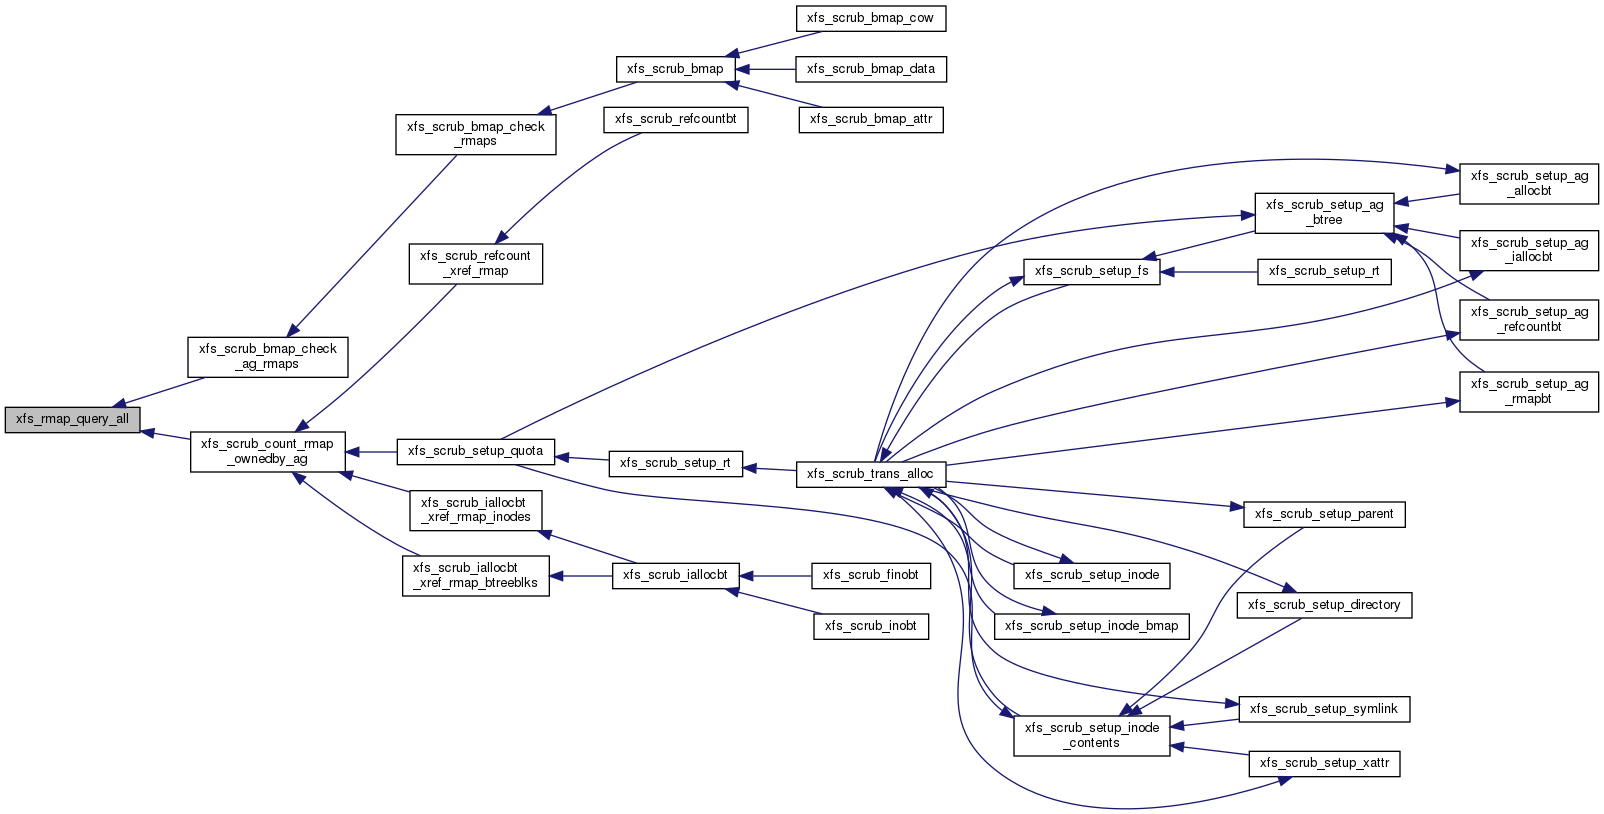 xfs_scrub_bmap_cow
xfs_scrub_bmap
xfs_scrub_bmap_data
xfs_scrub_bmap_attr
xfs_scrub_refcountbt
xfs_scrub_bmap_check
_rmaps
xfs_scrub_setup_ag
_allocbt
xfs_scrub_setup_ag
_btree
xfs_scrub_setup_ag
_iallocbt
xfs_scrub_refcount
_xref_rmap
xfs_scrub_setup_fs
xfs_scrub_setup_rt
xfs_scrub_setup_ag
_refcountbt
xfs_scrub_bmap_check
_ag_rmaps
xfs_scrub_setup_ag
_rmapbt
xfs_rmap_query_all
xfs_scrub_count_rmap
_ownedby_ag
xfs_scrub_setup_quota
xfs_scrub_setup_rt
xfs_scrub_trans_alloc
xfs_scrub_iallocbt
_xref_rmap_inodes
xfs_scrub_setup_parent
xfs_scrub_iallocbt
_xref_rmap_btreeblks
xfs_scrub_iallocbt
xfs_scrub_finobt
xfs_scrub_setup_inode
xfs_scrub_setup_directory
xfs_scrub_inobt
xfs_scrub_setup_inode_bmap
xfs_scrub_setup_symlink
xfs_scrub_setup_inode
_contents
xfs_scrub_setup_xattr